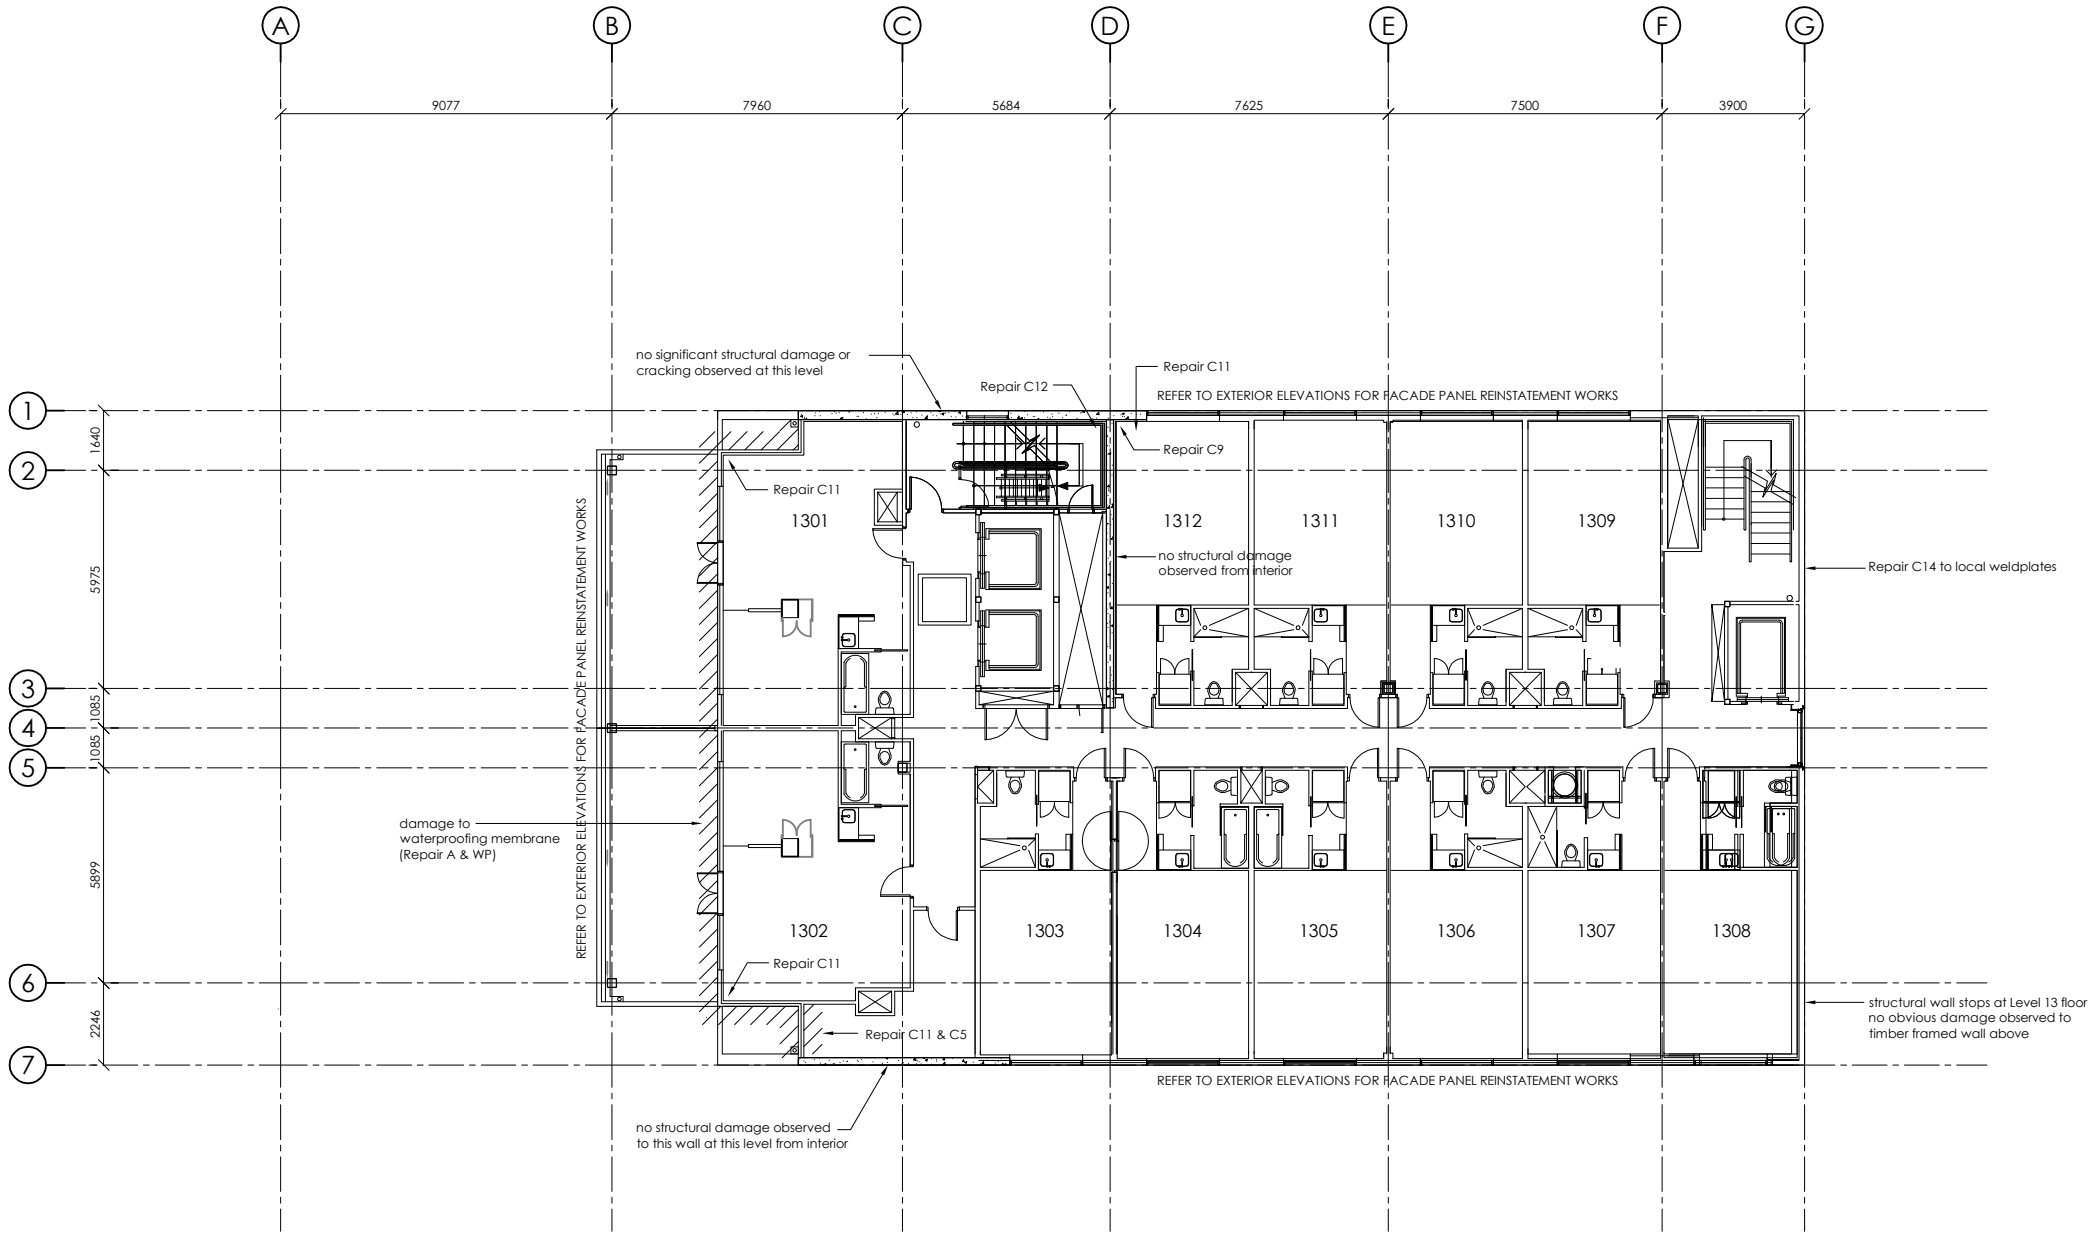 A
B
C
D
E
F
G
9077
7960
5684
7625
7500
3900
no significant structural damage or
cracking observed at this level
Repair C12
Repair C11
REFER TO EXTERIOR ELEVATIONS FOR FACADE PANEL REINSTATEMENT WORKS
1
2
3
4
5
6
7
1640
5975
1085
1085
5899
2246
Repair C9
Repair C11
1301
1312
1311
1310
1309
no structural damage
observed from interior
Repair C14 to local weldplates
REFER TO EXTERIOR ELEVATIONS FOR FACADE PANEL REINSTATEMENT WORKS
damage to
waterproofing membrane
(Repair A & WP)
1302
1303
1304
1305
1306
1307
1308
Repair C11
Repair C11 & C5
structural wall stops at Level 13 floor
no obvious damage observed to
timber framed wall above
REFER TO EXTERIOR ELEVATIONS FOR FACADE PANEL REINSTATEMENT WORKS
no structural damage observed
to this wall at this level from interior